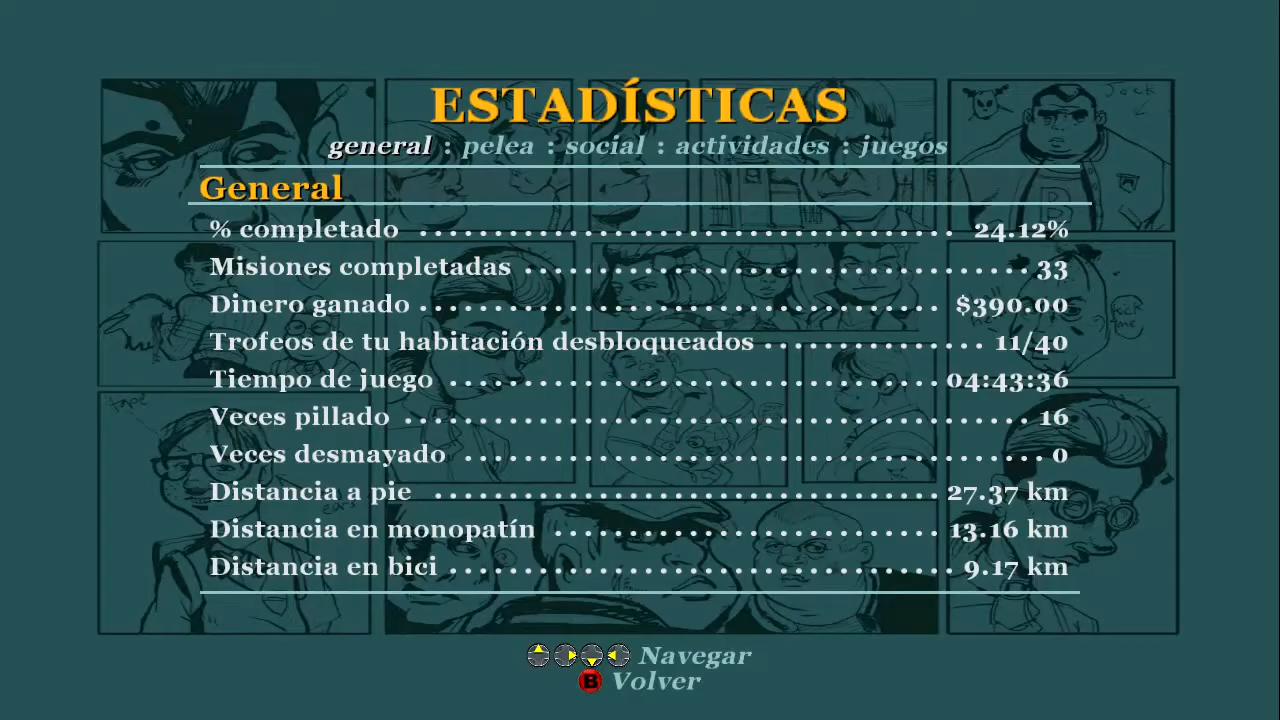 ESTADÍSTICAS
general : pelea : social : actividades : juegos
General
% completado 24.12%
Misiones completadas 33
Dinero ganado $390.00
Trofeos de tu habitación desbloqueados 11/40
Tiempo de juego 04:43:36
Veces pillado 16
Veces desmayado 0
Distancia a pie 27.37 km
Distancia en monopatín 13.16 km
Distancia en bici 9.17 km
Navegar
B Volver